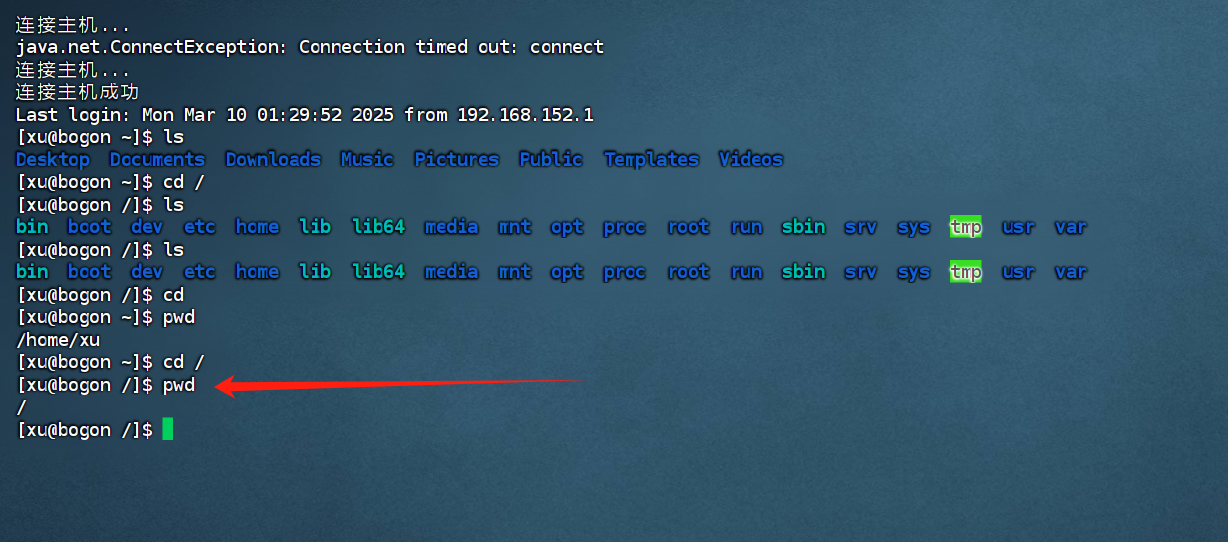 连接主机...
java.net.ConnectException: Connection timed out: connect
连接主机...
连接主机成功
Last login: Mon Mar 10 01:29:52 2025 from 192.168.152.1
[xu@bogon ~]$ ls
Desktop  Documents  Downloads  Music  Pictures  Public  Templates  Videos
[xu@bogon ~]$ cd /
[xu@bogon /]$ ls
bin  boot  dev  etc  home  lib  lib64  media  mnt  opt  proc  root  run  sbin  srv  sys  tmp  usr  var
[xu@bogon /]$ ls
bin  boot  dev  etc  home  lib  lib64  media  mnt  opt  proc  root  run  sbin  srv  sys  tmp  usr  var
[xu@bogon /]$ cd
[xu@bogon ~]$ pwd
/home/xu
[xu@bogon ~]$ cd /
[xu@bogon /]$ pwd
/
[xu@bogon /]$